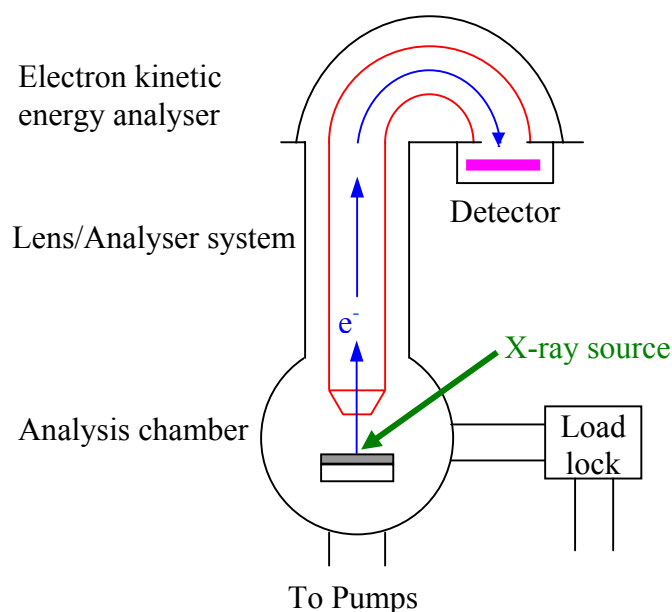 Electron kinetic
energy analyser
Detector
Lens/Analyser system
e-
X-ray source
Analysis chamber
Load
lock
To Pumps